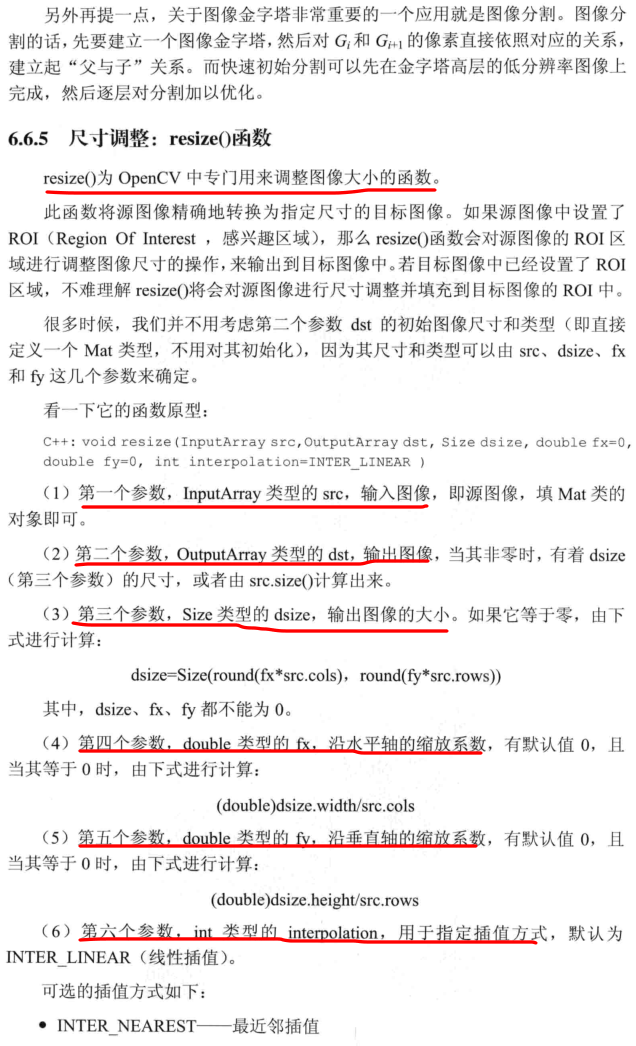 另外再提一点，关于图像金字塔非常重要的一个应用就是图像分割。图像分
割的话，先要建立一个图像金字塔，然后对 Gi 和 Gi+1 的像素直接依照对应的关系，
建立起“父与子”关系。而快速初始分割可以先在金字塔高层的低分辨率图像上
完成，然后逐层对分割加以优化。
6.6.5 尺寸调整：resize()函数
resize()为 OpenCV 中专门用来调整图像大小的函数。
此函数将源图像精确地转换为指定尺寸的目标图像。如果源图像中设置了
ROI（Region Of Interest ，感兴趣区域），那么 resize()函数会对源图像的 ROI 区
域进行调整图像尺寸的操作，来输出到目标图像中。若目标图像中已经设置了 ROI
区域，不难理解 resize()将会对源图像进行尺寸调整并填充到目标图像的 ROI 中。
很多时候，我们并不用考虑第二个参数 dst 的初始图像尺寸和类型（即直接
定义一个 Mat 类型，不用对其初始化），因为其尺寸和类型可以由 src、dsize、fx
和 fy 这几个参数来确定。
看一下它的函数原型：
C++: void resize(InputArray src,OutputArray dst, Size dsize, double fx=0,
double fy=0, int interpolation=INTER_LINEAR )
（1）第一个参数，InputArray 类型的 src，输入图像，即源图像，填 Mat 类的
对象即可。
（2）第二个参数，OutputArray 类型的 dst，输出图像，当其非零时，有着 dsize
（第三个参数）的尺寸，或者由 src.size()计算出来。
（3）第三个参数，Size 类型的 dsize，输出图像的大小。如果它等于零，由下
式进行计算：
dsize=Size(round(fx*src.cols)，round(fy*src.rows))
其中，dsize、fx、fy 都不能为 0。
（4）第四个参数，double 类型的 fx，沿水平轴的缩放系数，有默认值 0，且
当其等于 0 时，由下式进行计算：
(double)dsize.width/src.cols
（5）第五个参数，double 类型的 fy，沿垂直轴的缩放系数，有默认值 0，且
当其等于 0 时，由下式进行计算：
(double)dsize.height/src.rows
（6）第六个参数，int 类型的 interpolation，用于指定插值方式，默认为
INTER_LINEAR（线性插值）。
可选的插值方式如下：
● INTER_NEAREST——最近邻插值